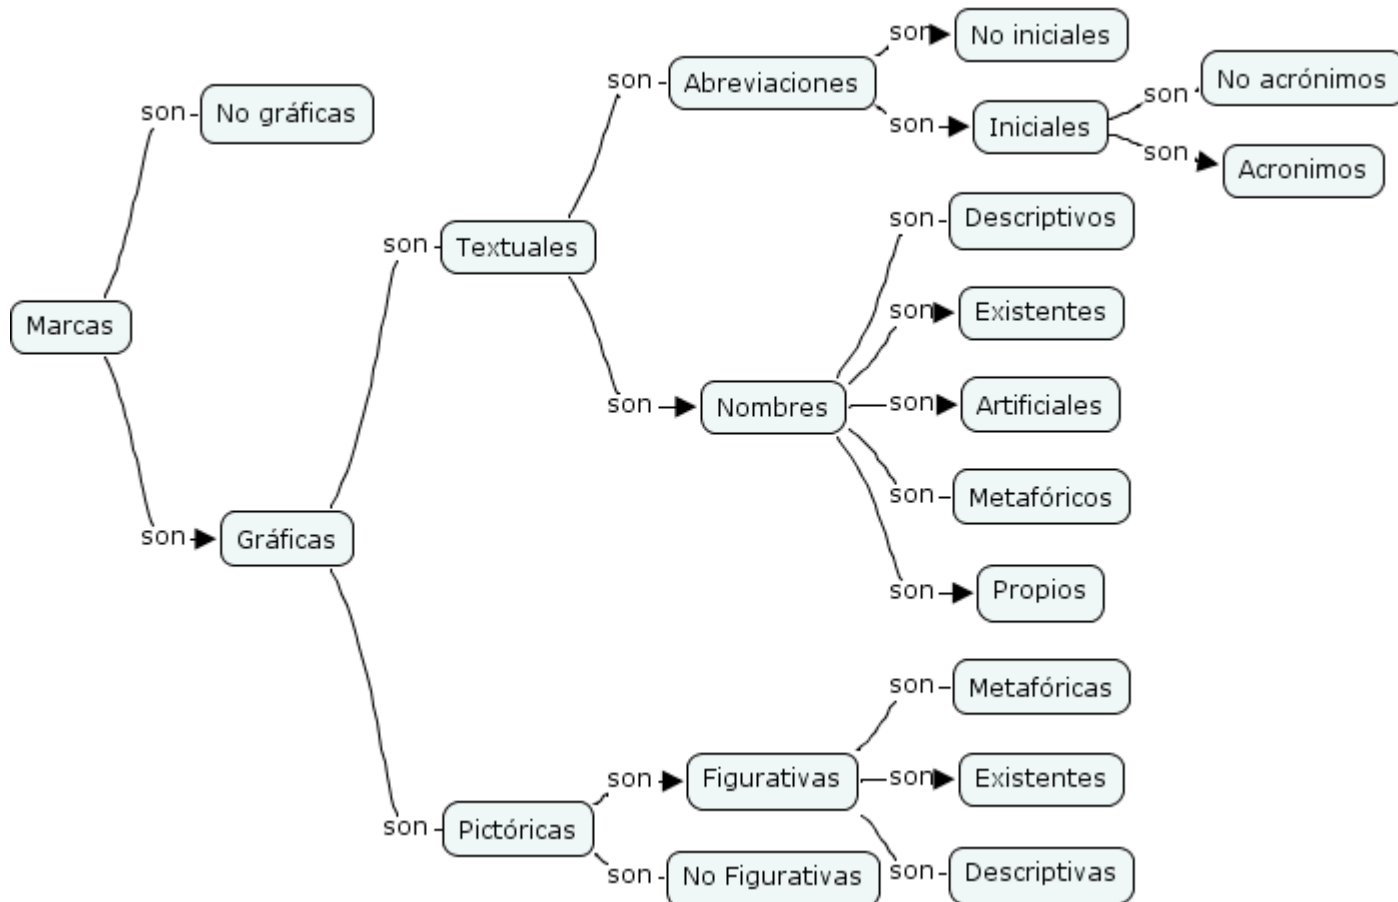 Marcas
son
No gráficas
son
Gráficas
son
Textuales
son
Abreviaciones
son
No iniciales
son
Iniciales
son
No acrónimos
son
Acronimos
son
Nombres
son
Descriptivos
son
Existentes
son
Artificiales
son
Metafóricos
son
Propios
son
Pictóricas
son
Figurativas
son
Metafóricas
son
Existentes
son
Descriptivas
son
No Figurativas